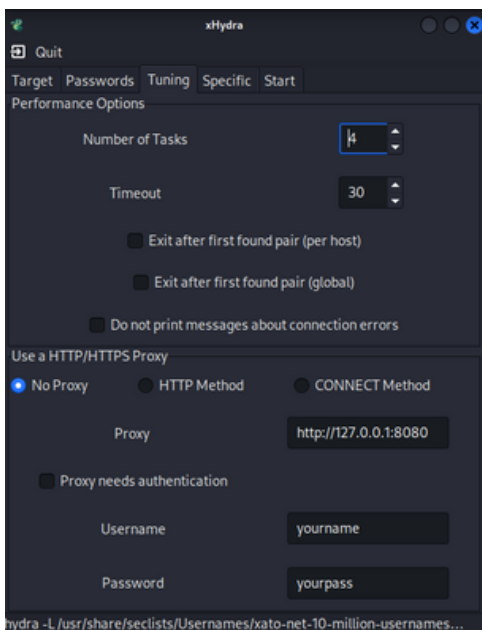 xHydra
Quit
Target Passwords Tuning Specific Start
Performance Options
Number of Tasks 4
Timeout 30
Exit after first found pair (per host)
Exit after first found pair (global)
Do not print messages about connection errors
Use a HTTP/HTTPS Proxy
No Proxy HTTP Method CONNECT Method
Proxy http://127.0.0.1:8080
Proxy needs authentication
Username yourname
Password yourpass
hydra -L /usr/share/seclists/Usernames/xato-net-10-million-usernames...